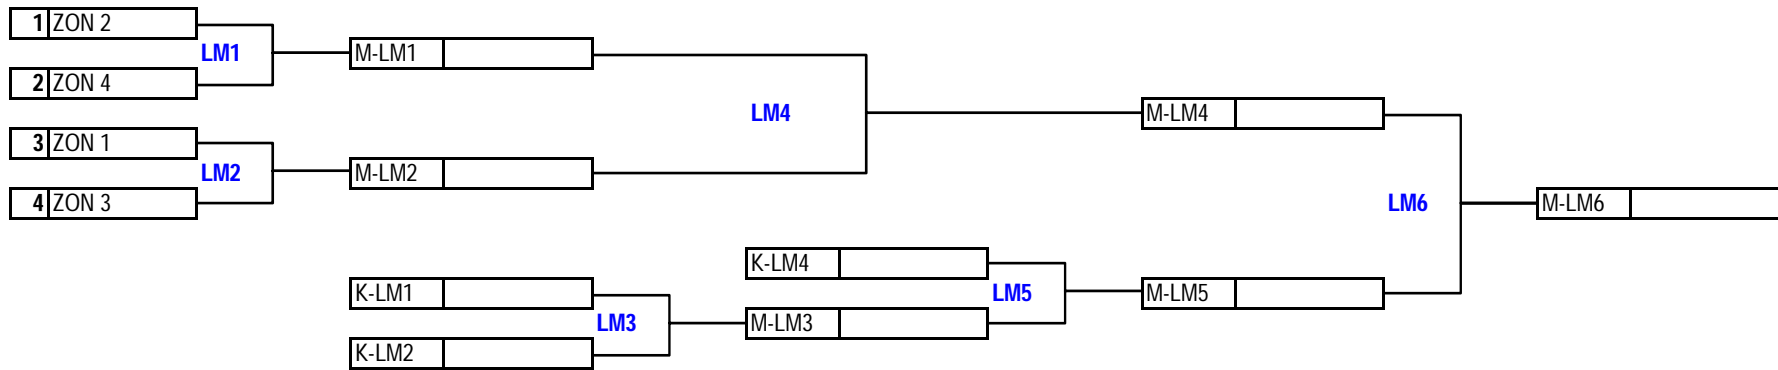 1 ZON 2
LM1
2 ZON 4
M-LM1
3 ZON 1
LM2
4 ZON 3
M-LM2
LM4
M-LM4
K-LM1
LM3
K-LM2
K-LM4
LM5
M-LM3
M-LM5
LM6
M-LM6